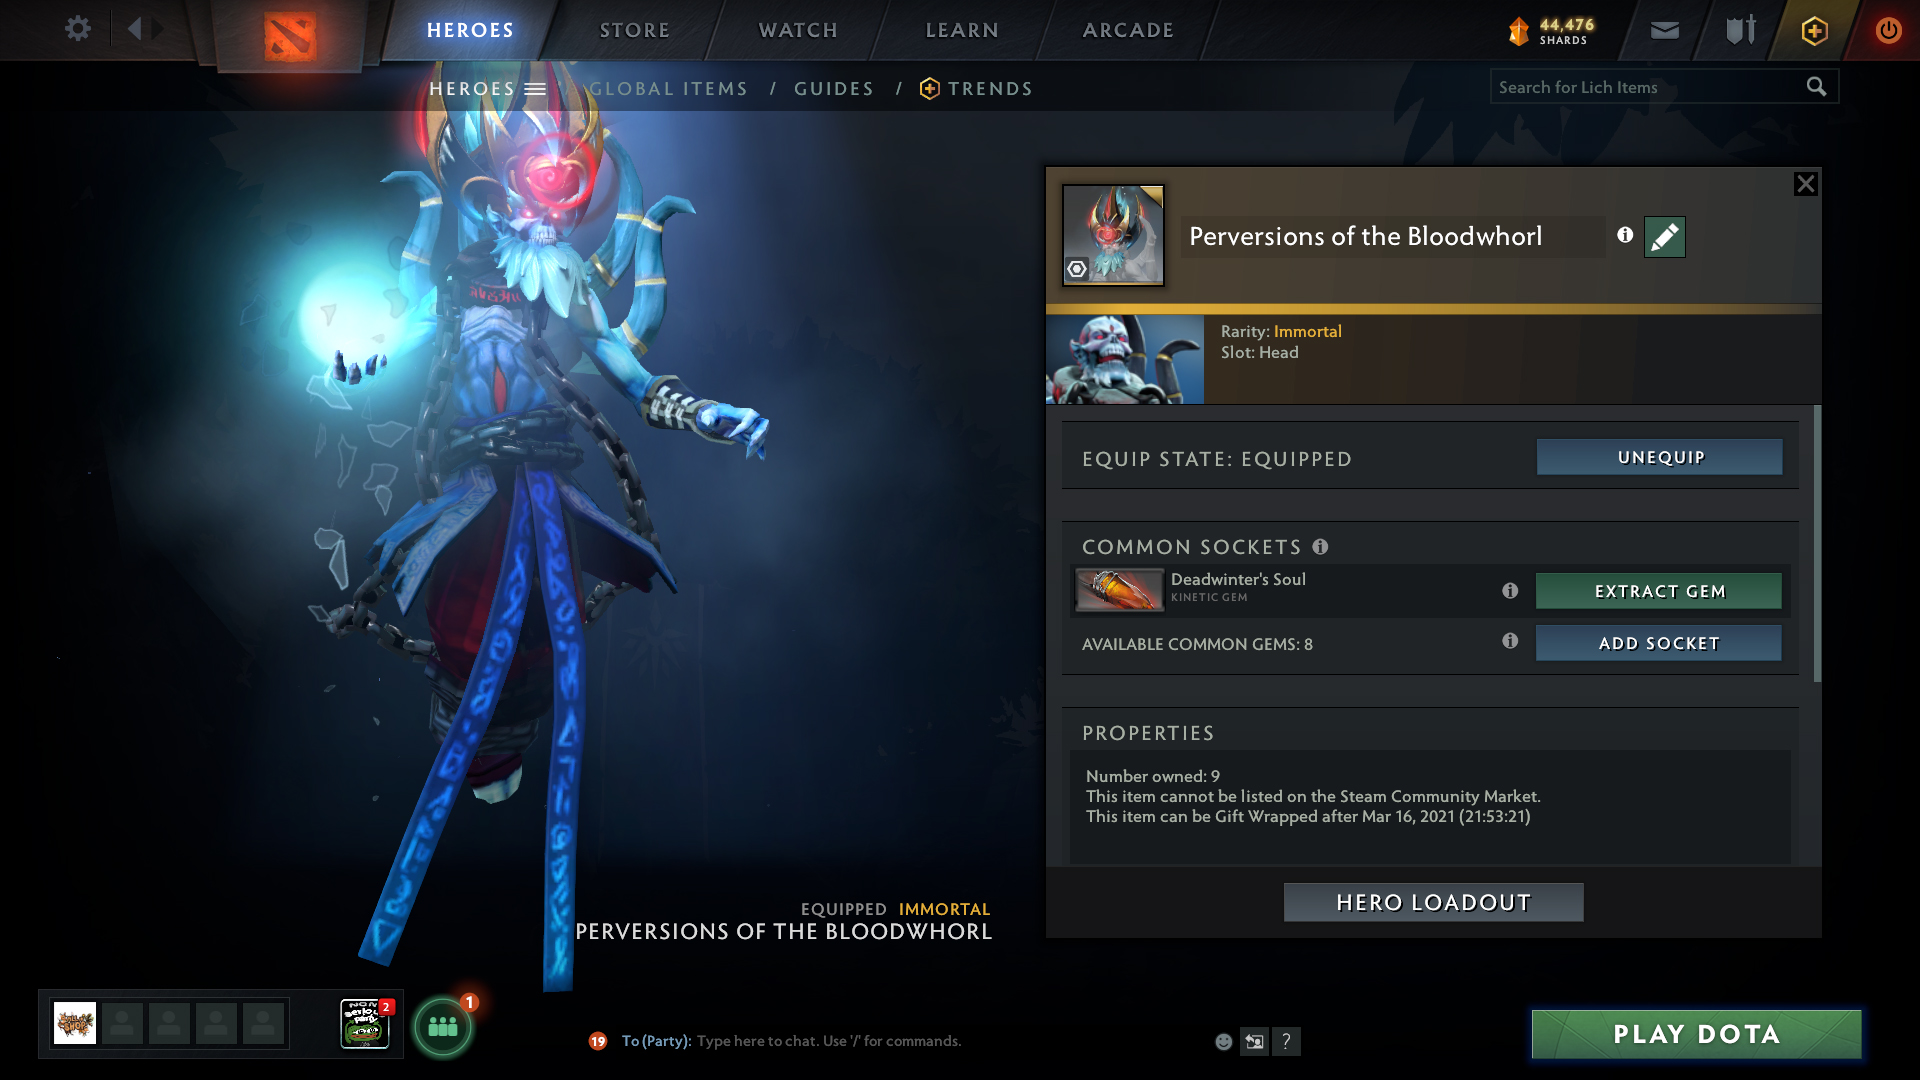 HEROES
STORE
WATCH
LEARN
ARCADE
44,476
SHARDS
HEROES
GLOBAL ITEMS
/
GUIDES
/
TRENDS
Search for Lich Items
Perversions of the Bloodwhorl
Rarity: Immortal
Slot: Head
EQUIP STATE: EQUIPPED
UNEQUIP
COMMON SOCKETS
Deadwinter's Soul
KINETIC GEM
EXTRACT GEM
AVAILABLE COMMON GEMS: 8
ADD SOCKET
PROPERTIES
Number owned: 9
This item cannot be listed on the Steam Community Market.
This item can be Gift Wrapped after Mar 16, 2021 (21:53:21)
HERO LOADOUT
EQUIPPED IMMORTAL
PERVERSIONS OF THE BLOODWHORL
2
1
19
To (Party): Type here to chat. Use '/' for commands.
?
PLAY DOTA